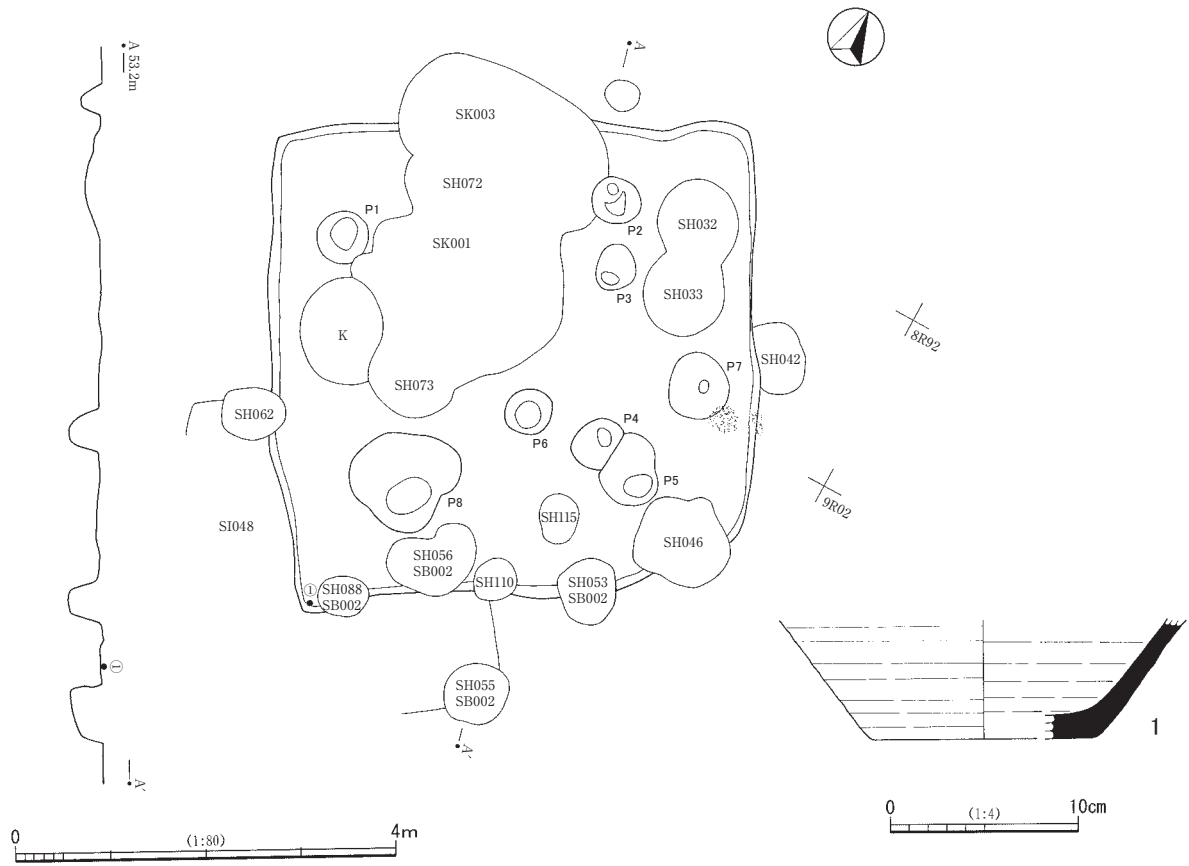 A
53.2m
A
SK003
SH072
P1
P2
SH032
SK001
P3
SH033
8R92
K
SH042
P7
SH073
SH062
P6
P4
P5
9R02
P8
SH115
SI048
SH046
SH056
SB002
SH110
SH053
SB002
①
SH088
SB002
①
SH055
SB002
A'
A'
1
0
(1:80)
4m
0
(1:4)
10cm